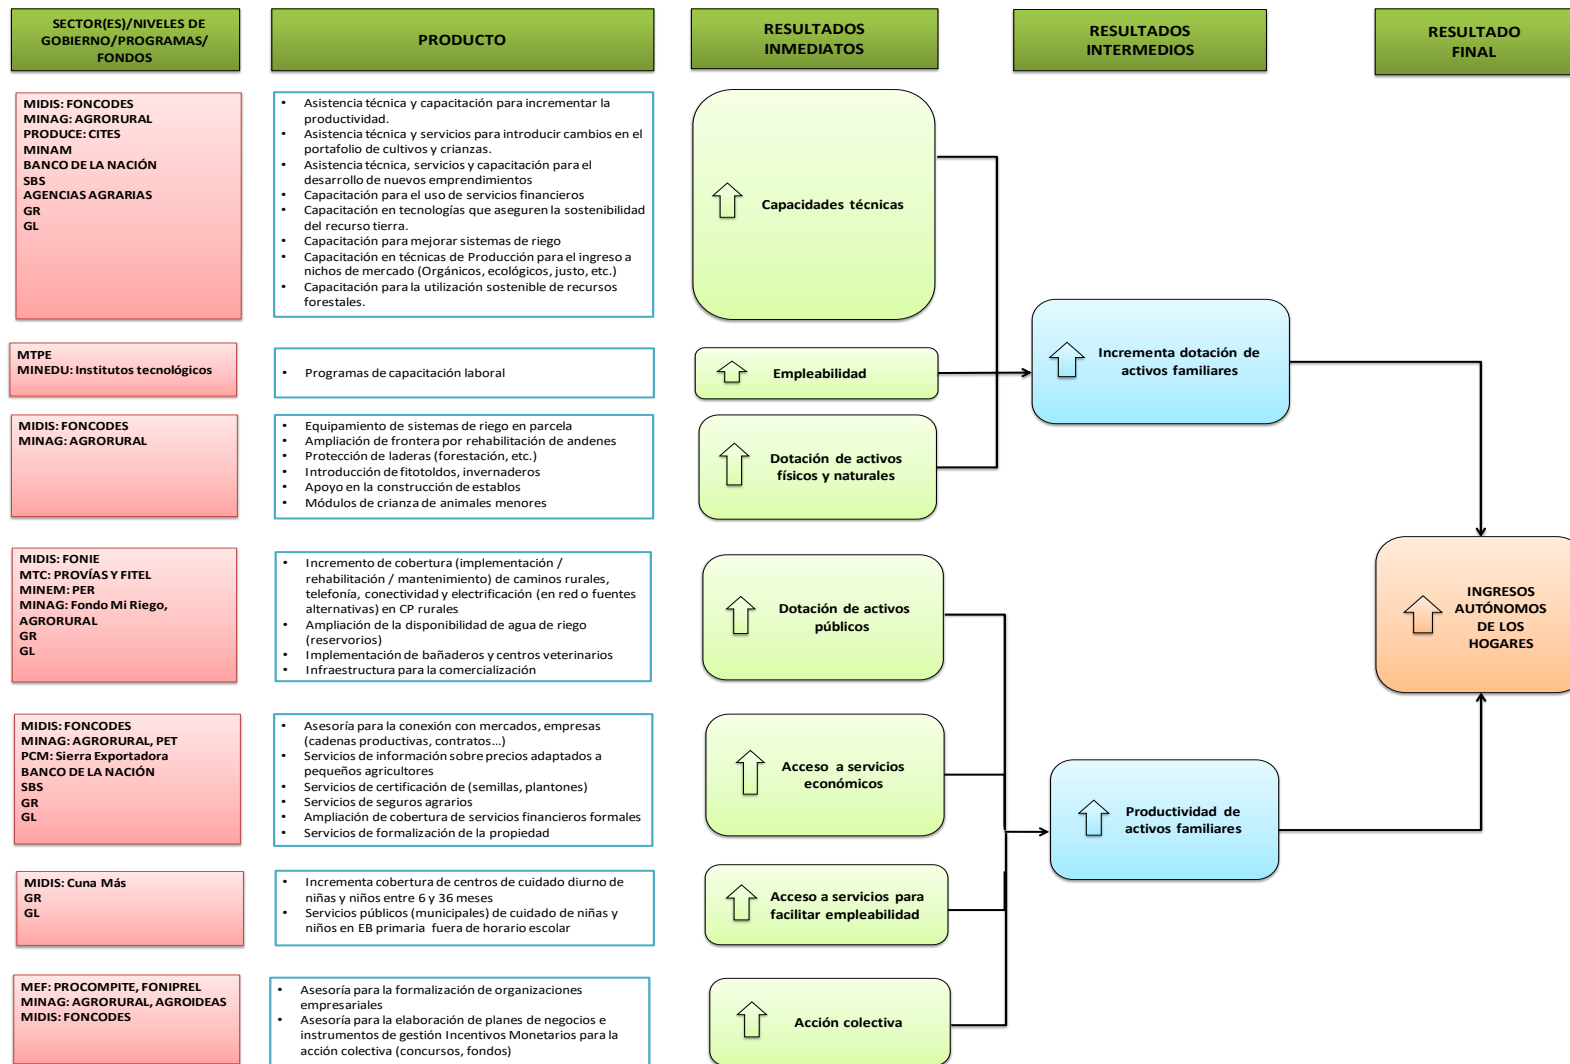 SECTOR(ES)/NIVELES DE
GOBIERNO/PROGRAMAS/
FONDOS
PRODUCTO
RESULTADOS
INMEDIATOS
RESULTADOS
INTERMEDIOS
RESULTADO
FINAL
MIDIS: FONCODES
MINAG: AGRORURAL
PRODUCE: CITES
MINAM
BANCO DE LA NACIÓN
SBS
AGENCIAS AGRARIAS
GR
GL
• Asistencia técnica y capacitación para incrementar la
productividad.
• Asistencia técnica y servicios para introducir cambios en el
portafolio de cultivos y crianzas.
• Asistencia técnica, servicios y capacitación para el
desarrollo de nuevos emprendimientos
• Capacitación para el uso de servicios financieros
• Capacitación en tecnologías que aseguren la sostenibilidad
del recurso tierra.
• Capacitación para mejorar sistemas de riego
• Capacitación en técnicas de Producción para el ingreso a
nichos de mercado (Orgánicos, ecológicos, justo, etc.)
• Capacitación para la utilización sostenible de recursos
forestales.
Capacidades técnicas
MTPE
MINEDU: Institutos tecnológicos
• Programas de capacitación laboral
Empleabilidad
Incrementa dotación de
activos familiares
MIDIS: FONCODES
MINAG: AGRORURAL
• Equipamiento de sistemas de riego en parcela
• Ampliación de frontera por rehabilitación de andenes
• Protección de laderas (forestación, etc.)
• Introducción de fitotoldos, invernaderos
• Apoyo en la construcción de establos
• Módulos de crianza de animales menores
Dotación de activos
físicos y naturales
MIDIS: FONIE
MTC: PROVÍAS Y FITEL
MINEM: PER
MINAG: Fondo Mi Riego,
AGRORURAL
GR
GL
• Incremento de cobertura (implementación /
rehabilitación / mantenimiento) de caminos rurales,
telefonía, conectividad y electrificación (en red o fuentes
alternativas) en CP rurales
• Ampliación de la disponibilidad de agua de riego
(reservorios)
• Implementación de bañaderos y centros veterinarios
• Infraestructura para la comercialización
Dotación de activos
públicos
INGRESOS
AUTÓNOMOS
DE LOS
HOGARES
MIDIS: FONCODES
MINAG: AGRORURAL, PET
PCM: Sierra Exportadora
BANCO DE LA NACIÓN
SBS
GR
GL
• Asesoría para la conexión con mercados, empresas
(cadenas productivas, contratos…)
• Servicios de información sobre precios adaptados a
pequeños agricultores
• Servicios de certificación de (semillas, plantones)
• Servicios de seguros agrarios
• Ampliación de cobertura de servicios financieros formales
• Servicios de formalización de la propiedad
Acceso a servicios
económicos
Productividad de
activos familiares
MIDIS: Cuna Más
GR
GL
• Incrementa cobertura de centros de cuidado diurno de
niñas y niños entre 6 y 36 meses
• Servicios públicos (municipales) de cuidado de niñas y
niños en EB primaria fuera de horario escolar
Acceso a servicios para
facilitar empleabilidad
MEF: PROCOMPITE, FONIPREL
MINAG: AGRORURAL, AGROIDEAS
MIDIS: FONCODES
• Asesoría para la formalización de organizaciones
empresariales
• Asesoría para la elaboración de planes de negocios e
instrumentos de gestión Incentivos Monetarios para la
acción colectiva (concursos, fondos)
Acción colectiva